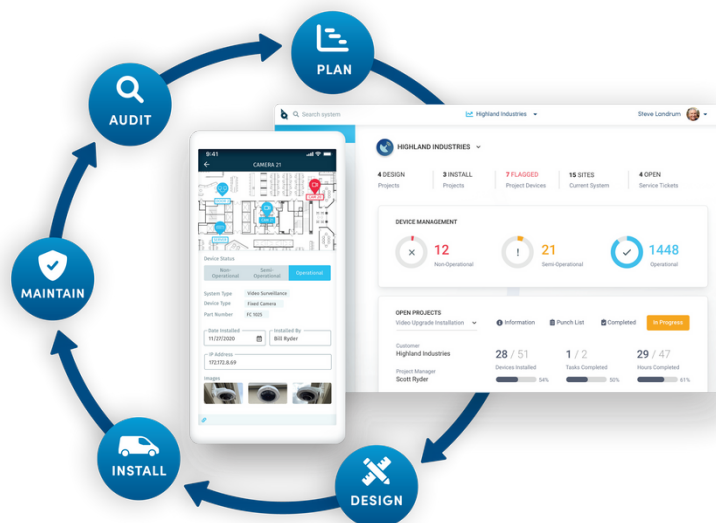 PLAN
AUDIT
MAINTAIN
INSTALL
DESIGN
Search system
Highland Industries
Steve Landrum
HIGHLAND INDUSTRIES
4 DESIGN
Projects
3 INSTALL
Projects
7 FLAGGED
Project Devices
15 SITES
Current System
4 OPEN
Service Tickets
DEVICE MANAGEMENT
12
Non-Operational
21
Semi-Operational
1448
Operational
OPEN PROJECTS
Video Upgrade Installation
Information
Punch List
Completed
In Progress
Customer
Highland Industries
Project Manager
Scott Ryder
28 / 51
Devices Installed
54%
1 / 2
Tasks Completed
50%
29 / 47
Hours Completed
61%
9:41
CAMERA 21
Device Status
Non-
Operational
Semi-
Operational
Operational
System Type Video Surveillance
Device Type Fixed Camera
Part Number FC 1025
Date Installed
11/27/2020
Installed By
Bill Ryder
IP Address
172.172.8.69
Images